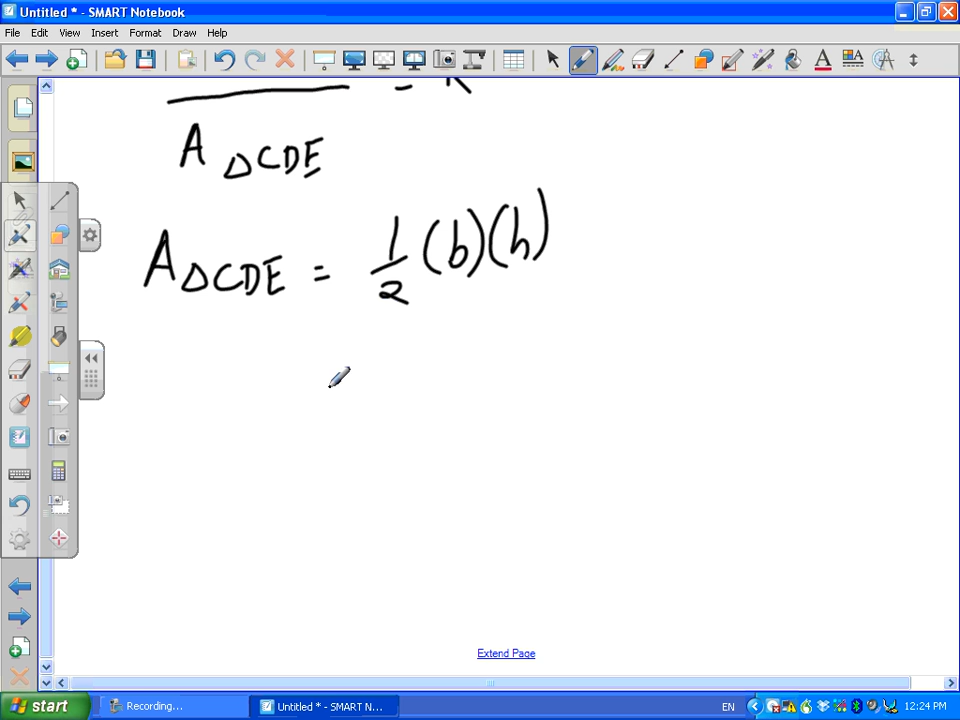 Untitled * - SMART Notebook
File Edit View Insert Format Draw Help
A △CDE
A△CDE = 1/2 (b)(h)
Extend Page
start Recording... Untitled * - SMART N... EN 12:24 PM